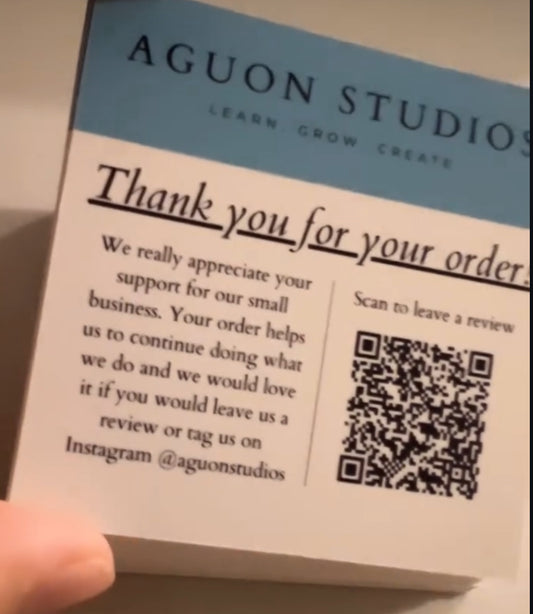 AGUON STUDIOS
LEARN. GROW. CREATE
Thank you for your order!
We really appreciate your
support for our small
business. Your order helps
us to continue doing what
we do and we would love
it if you would leave us a
review or tag us on
Instagram @aguonstudios
Scan to leave a review